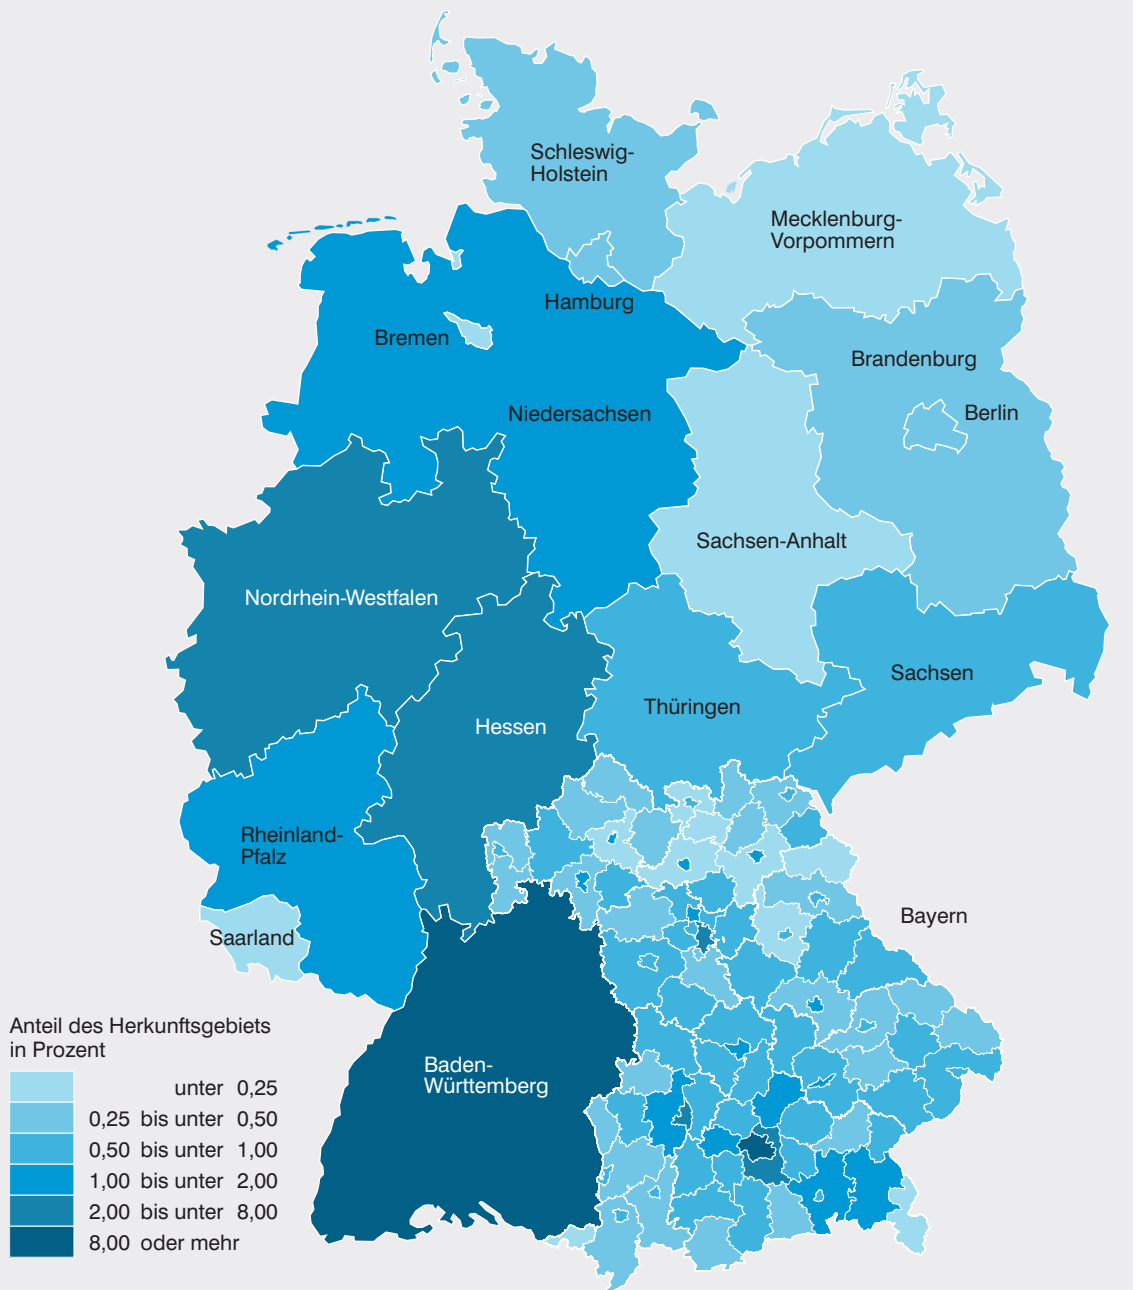 Schleswig-
Holstein
Mecklenburg-
Vorpommern
Hamburg
Bremen
Brandenburg
Berlin
Niedersachsen
Sachsen-Anhalt
Nordrhein-Westfalen
Sachsen
Thüringen
Hessen
Rheinland-
Pfalz
Bayern
Saarland
Baden-
Württemberg
Anteil des Herkunftsgebiets
in Prozent
unter 0,25
0,25 bis unter 0,50
0,50 bis unter 1,00
1,00 bis unter 2,00
2,00 bis unter 8,00
8,00 oder mehr